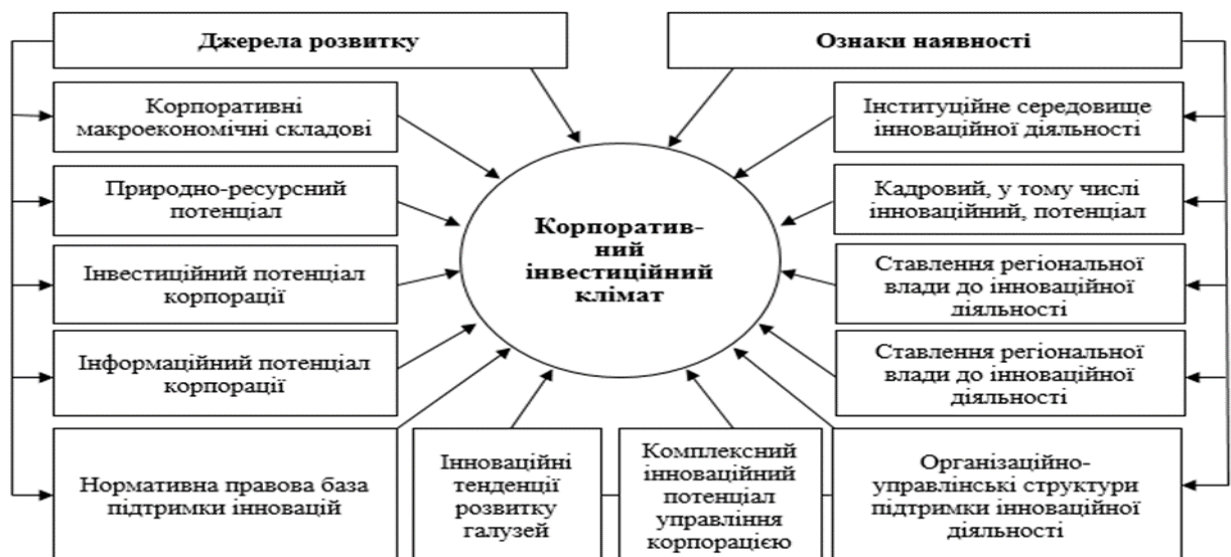 Джерела розвитку
Ознаки наявності
Корпоративні
макроекономічні складові
Природно-ресурсний
потенціал
Інвестиційний потенціал
корпорації
Інформаційний потенціал
корпорації
Нормативна правова база
підтримки інновацій
Інноваційні
тенденції
розвитку
галузей
Корпоратив-
ний
інвестиційний
клімат
Комплексний
інноваційний
потенціал
управління
корпорацією
Інституційне середовище
інноваційної діяльності
Кадровий, у тому числі
інноваційний, потенціал
Ставлення регіональної
влади до інноваційної
діяльності
Ставлення регіональної
влади до інноваційної
діяльності
Організаційно-
управлінські структури
підтримки інноваційної
діяльності